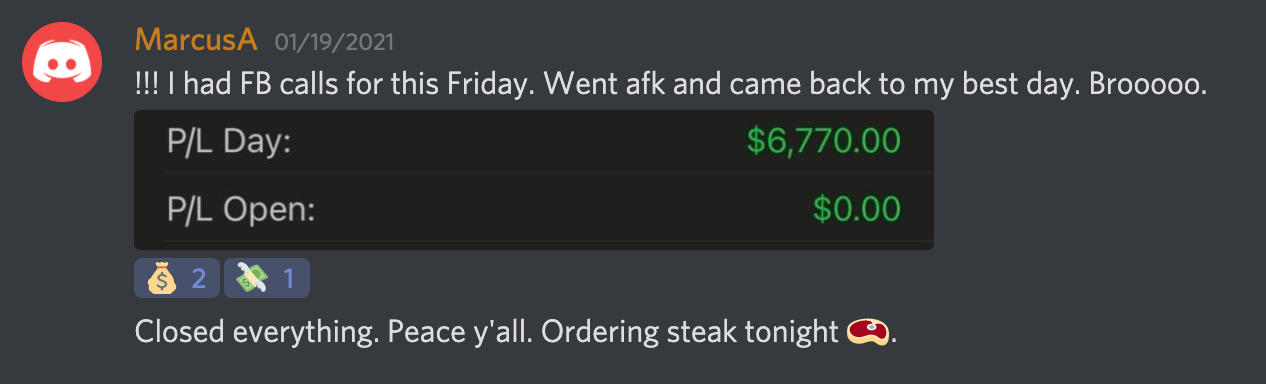 MarcusA 01/19/2021
!!! I had FB calls for this Friday. Went afk and came back to my best day. Brooooo.
P/L Day: $6,770.00
P/L Open: $0.00
2 1
Closed everything. Peace y'all. Ordering steak tonight 🥩.